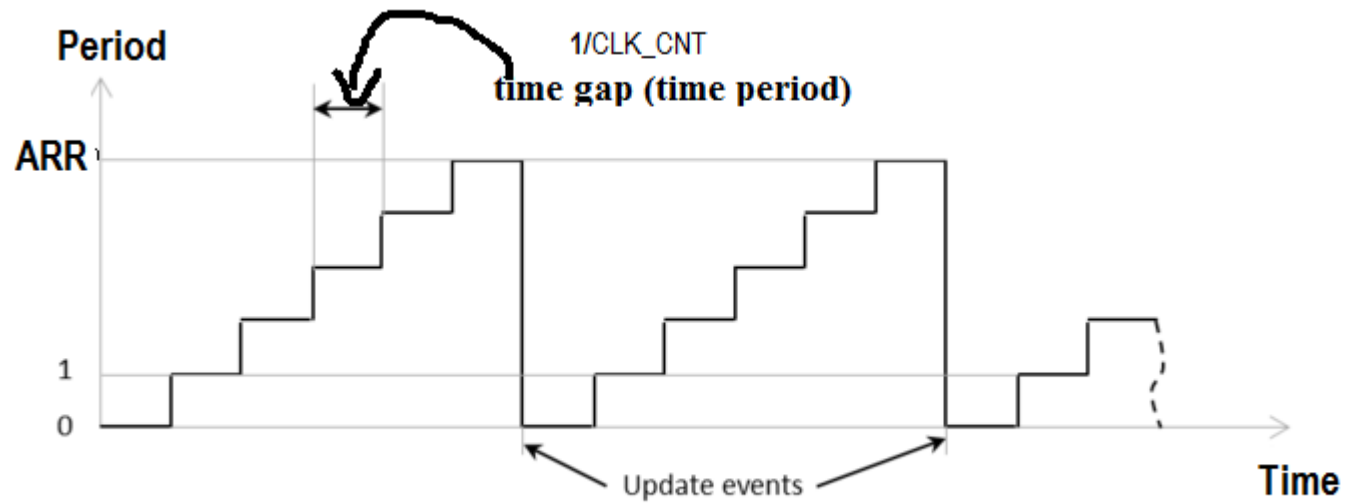 Period
1/CLK_CNT
time gap (time period)
ARR
1
0
Update events
Time